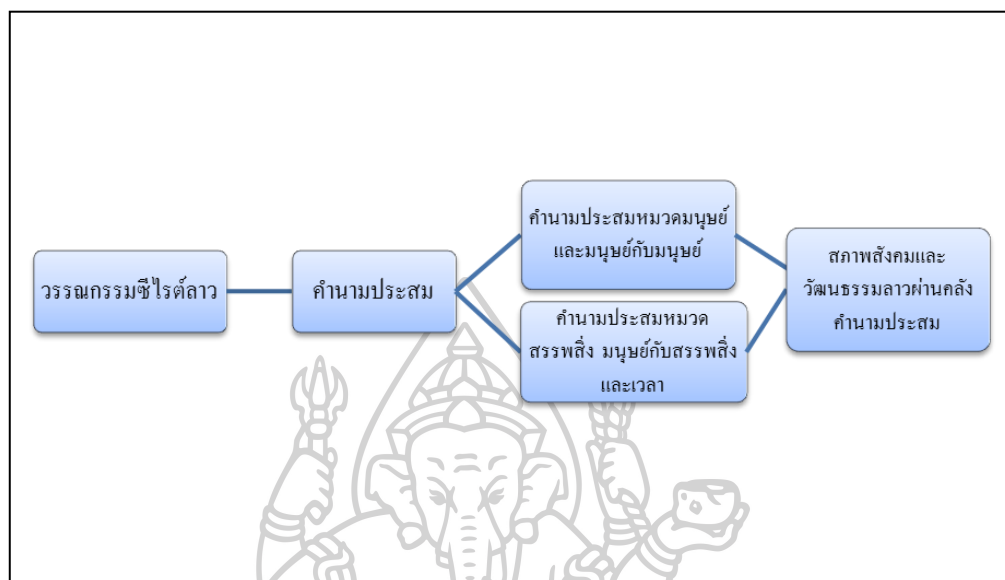 วรรณกรรมซีไรต์ลาว
คำนามประสม
คำนามประสมหมวดมนุษย์
และมนุษย์กับมนุษย์
คำนามประสมหมวด
สรรพสิ่ง มนุษย์กับสรรพสิ่ง
และเวลา
สภาพสังคมและ
วัฒนธรรมลาวผ่านคลัง
คำนามประสม